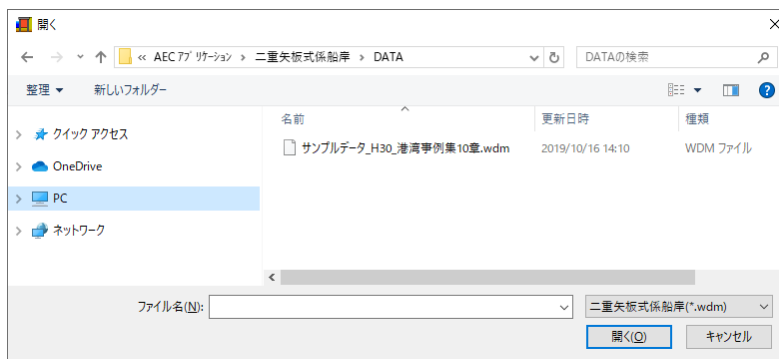 開く
« AEC アプリケーション › 二重矢板式係船岸 › DATA
DATAの検索
整理 新しいフォルダー
名前 更新日時 種類
クイック アクセス
サンプルデータ_H30_港湾事例集10章.wdm 2019/10/16 14:10 WDM ファイル
OneDrive
PC
ネットワーク
ファイル名(N): 二重矢板式係船岸(*.wdm)
開く(O) キャンセル